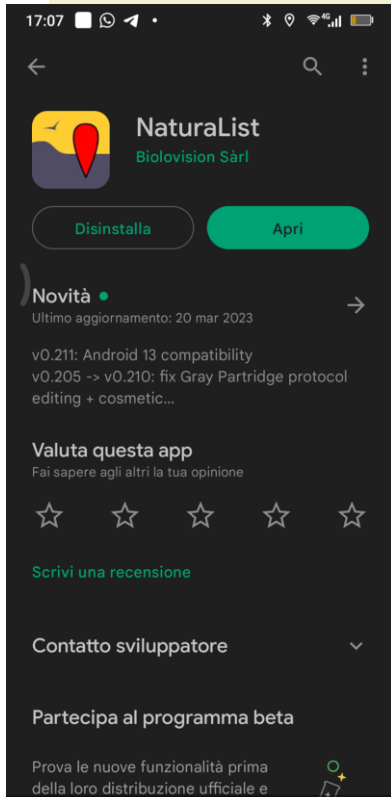 17:07
4G
NaturaList
Biolovision Sàrl
Disinstalla
Apri
Novità
Ultimo aggiornamento: 20 mar 2023
v0.211: Android 13 compatibility
v0.205 -> v0.210: fix Gray Partridge protocol
editing + cosmetic...
Valuta questa app
Fai sapere agli altri la tua opinione
Scrivi una recensione
Contatto sviluppatore
Partecipa al programma beta
Prova le nuove funzionalità prima
della loro distribuzione ufficiale e